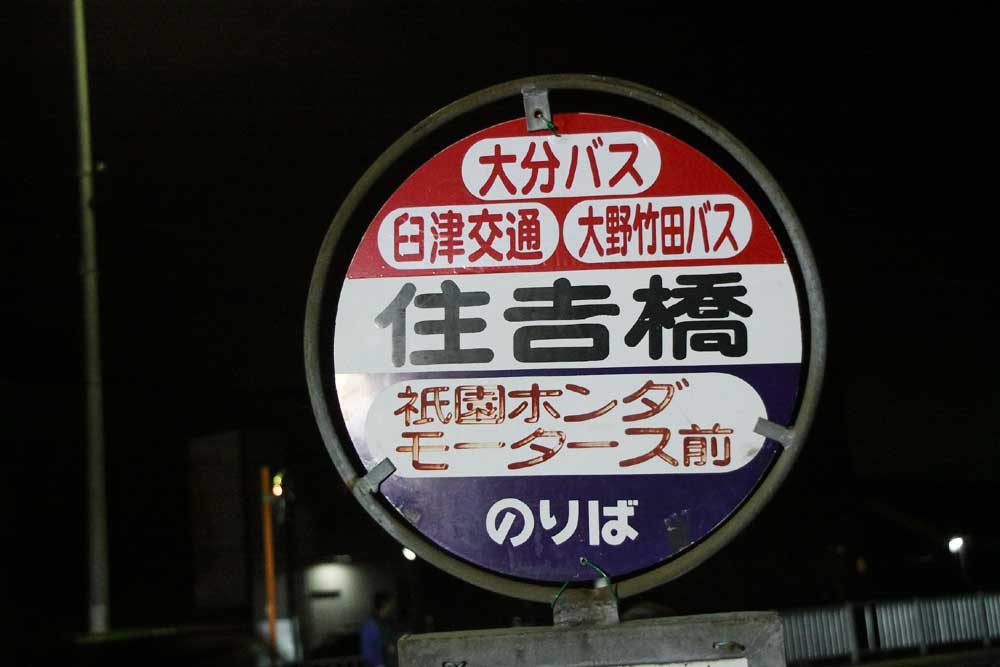 大分バス
臼津交通 大野竹田バス
住吉橋
祇園ホンダ
モータース前
のりば